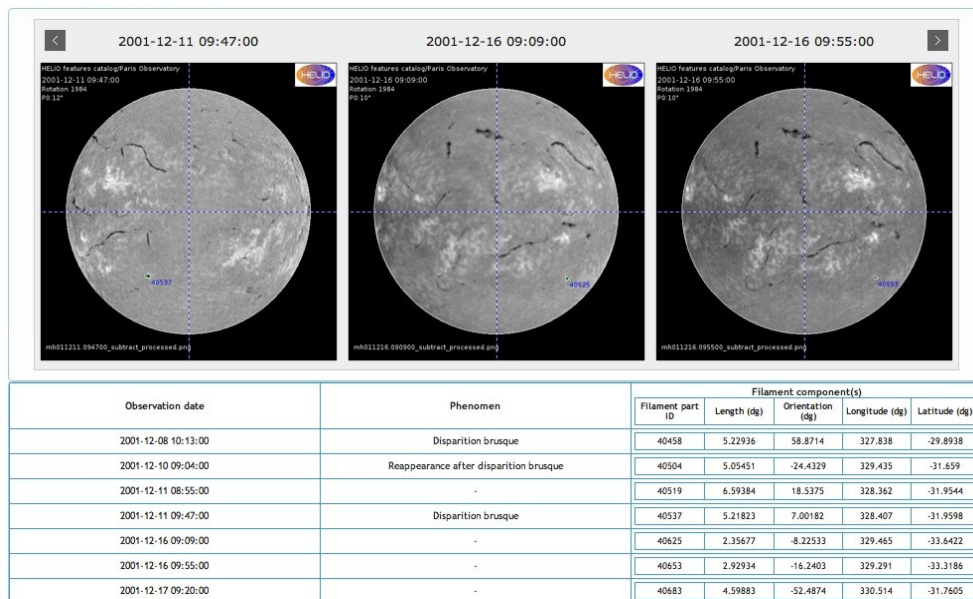 2001-12-11 09:47:00 2001-12-16 09:09:00 2001-12-16 09:55:00
HELIO features catalog/Paris Observatory
2001-12-11 09:47:00
Rotation 1984
P0:12°
HELIO
40537
mh011211.094700_subtract_processed.png
HELIO features catalog/Paris Observatory
2001-12-16 09:09:00
Rotation 1984
P0:10°
HELIO
40625
mh011216.090900_subtract_processed.png
HELIO features catalog/Paris Observatory
2001-12-16 09:55:00
Rotation 1984
P0:10°
HELIO
40653
mh011216.095500_subtract_processed.png
Observation date Phenomen Filament component(s)
Filament part ID Length (dg) Orientation (dg) Longitude (dg) Latitude (dg)
2001-12-08 10:13:00 Disparition brusque 40458 5.22936 58.8714 327.838 -29.8938
2001-12-10 09:04:00 Reappearance after disparition brusque 40504 5.05451 -24.4329 329.435 -31.659
2001-12-11 08:55:00 - 40519 6.59384 18.5375 328.362 -31.9544
2001-12-11 09:47:00 Disparition brusque 40537 5.21823 7.00182 328.407 -31.9598
2001-12-16 09:09:00 - 40625 2.35677 -8.22533 329.465 -33.6422
2001-12-16 09:55:00 - 40653 2.92934 -16.2403 329.291 -33.3186
2001-12-17 09:20:00 - 40683 4.59883 -52.4874 330.514 -31.7605